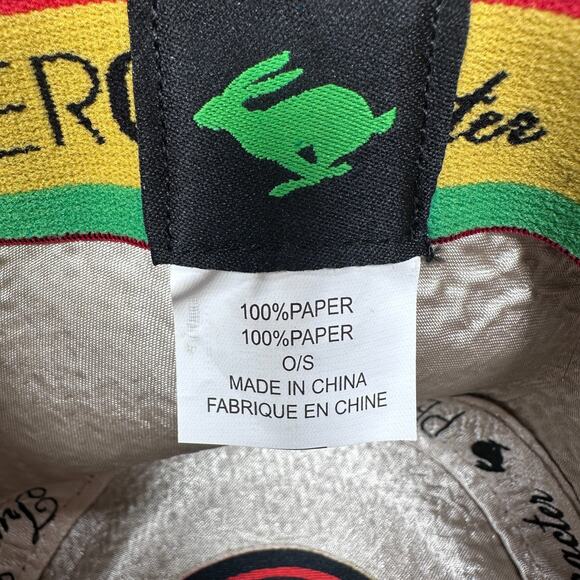 100%PAPER
100%PAPER
O/S
MADE IN CHINA
FABRIQUE EN CHINE